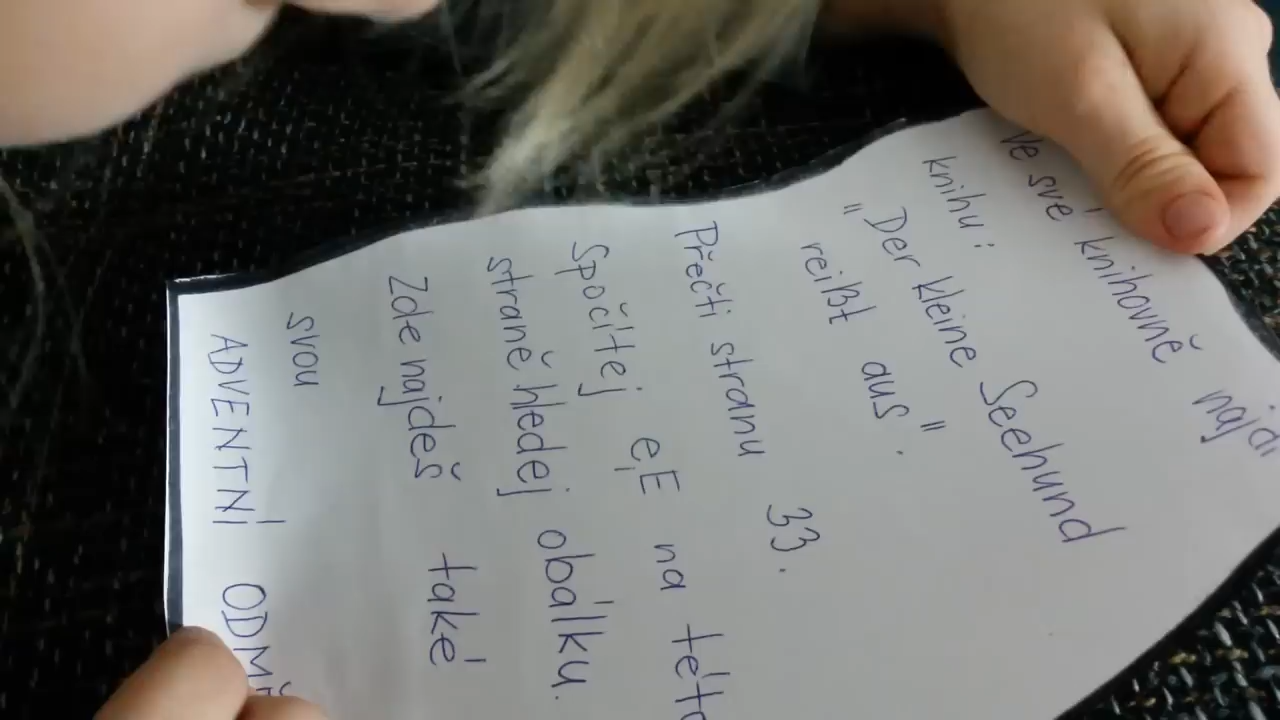 Ve své knihovně najdi
knihu:
"Der kleine Seehund
reißt aus".
Přečti stranu 33.
Spočítej e,E na této
straně hledej obálku.
Zde najdeš také
svou
ADVENTNÍ